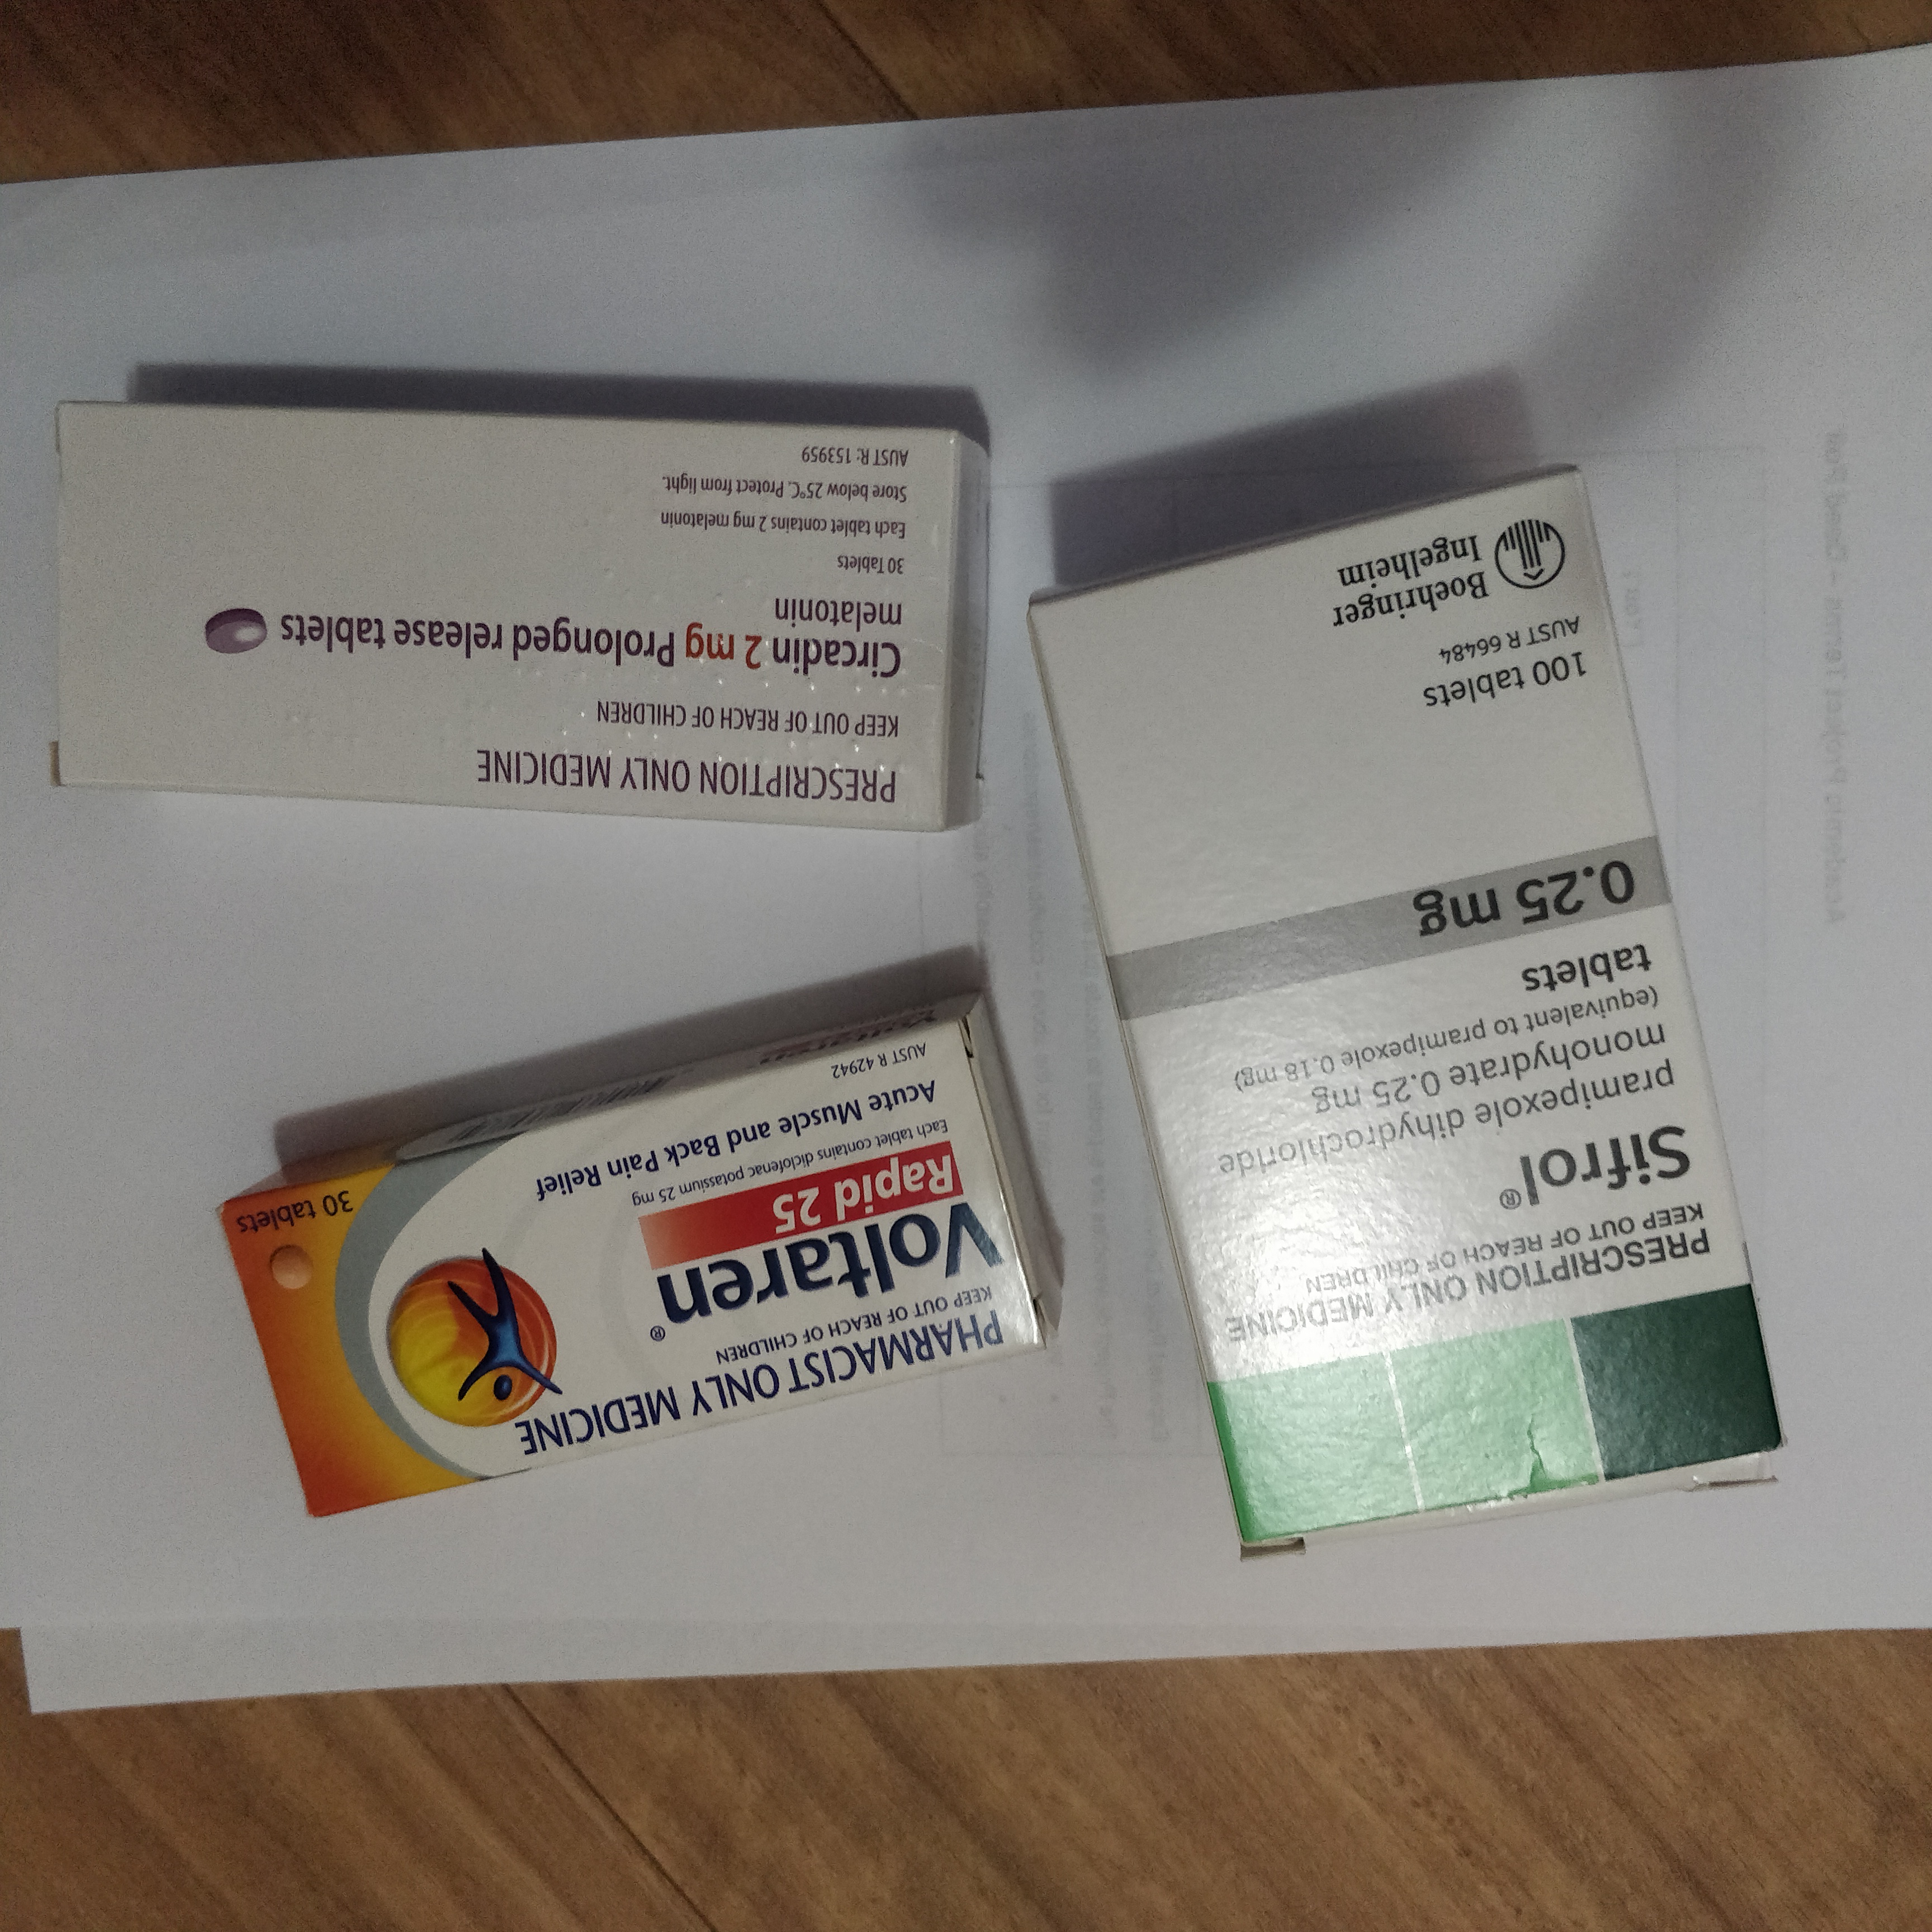 PRESCRIPTION ONLY MEDICINE
KEEP OUT OF REACH OF CHILDREN
Sifrol®
pramipexole dihydrochloride
monohydrate 0.25 mg
(equivalent to pramipexole 0.18 mg)
tablets
0.25 mg
100 tablets
AUST R 66484
Boehringer
Ingelheim
PHARMACIST ONLY MEDICINE
KEEP OUT OF REACH OF CHILDREN
Voltaren®
Rapid 25
Each tablet contains diclofenac potassium 25 mg
Acute Muscle and Back Pain Relief
AUST R 42942
30 tablets
Voltaren
PRESCRIPTION ONLY MEDICINE
KEEP OUT OF REACH OF CHILDREN
Circadin 2 mg Prolonged release tablets
melatonin
30 Tablets
Each tablet contains 2 mg melatonin
Store below 25°C. Protect from light.
AUST R: 153959